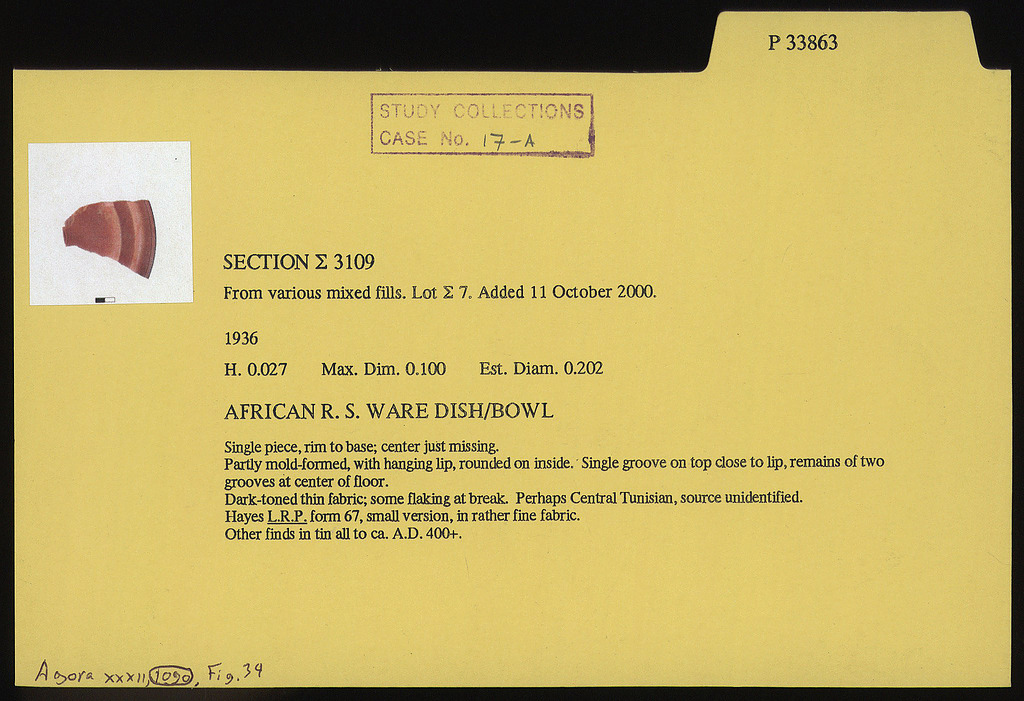 P 33863
STUDY COLLECTIONS
CASE No. 17-A
SECTION Σ 3109
From various mixed fills. Lot Σ 7. Added 11 October 2000.
1936
H. 0.027 Max. Dim. 0.100 Est. Diam. 0.202
AFRICAN R. S. WARE DISH/BOWL
Single piece, rim to base; center just missing.
Partly mold-formed, with hanging lip, rounded on inside. Single groove on top close to lip, remains of two
grooves at center of floor.
Dark-toned thin fabric; some flaking at break. Perhaps Central Tunisian, source unidentified.
Hayes L.R.P. form 67, small version, in rather fine fabric.
Other finds in tin all to ca. A.D. 400+.
Agora XXXII, 1090, Fig. 34